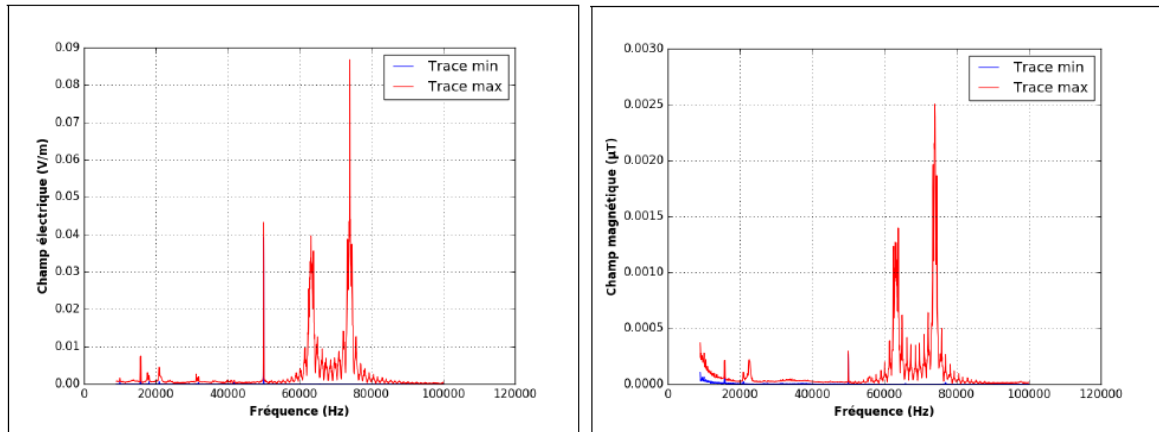 0.09
0.08
0.07
0.06
0.05
0.04
0.03
0.02
0.01
0.00
Champ électrique (V/m)
Trace min
Trace max
0 20000 40000 60000 80000 100000 120000
Fréquence (Hz)
0.0030
0.0025
0.0020
0.0015
0.0010
0.0005
0.0000
Champ magnétique (µT)
Trace min
Trace max
0 20000 40000 60000 80000 100000 120000
Fréquence (Hz)